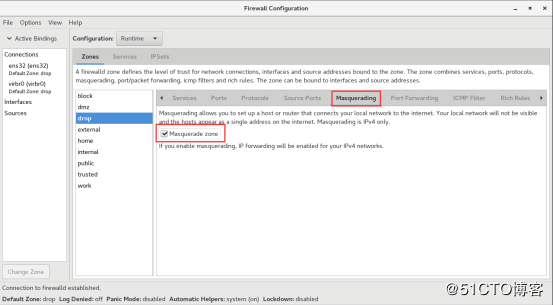 Firewall Configuration
File Options View Help
Active Bindings
Configuration: Runtime
Connections
ens32 (ens32)
Default Zone: drop
virbr0 (virbr0)
Default Zone: drop
Interfaces
Sources
Change Zone
Zones Services IPSets
A firewalld zone defines the level of trust for network connections, interfaces and source addresses bound to the zone. The zone combines services, ports, protocols,
masquerading, port/packet forwarding, icmp filters and rich rules. The zone can be bound to interfaces and source addresses.
block
dmz
drop
external
home
internal
public
trusted
work
Services Ports Protocols Source Ports Masquerading Port Forwarding ICMP Filter Rich Rules
Masquerading allows you to set up a host or router that connects your local network to the internet. Your local network will not be visible
and the hosts appear as a single address on the internet. Masquerading is IPv4 only.
Masquerade zone
If you enable masquerading, IP forwarding will be enabled for your IPv4 networks.
Connection to firewalld established.
Default Zone: drop Log Denied: off Panic Mode: disabled Automatic Helpers: system (on) Lockdown: disabled
@51CTO博客